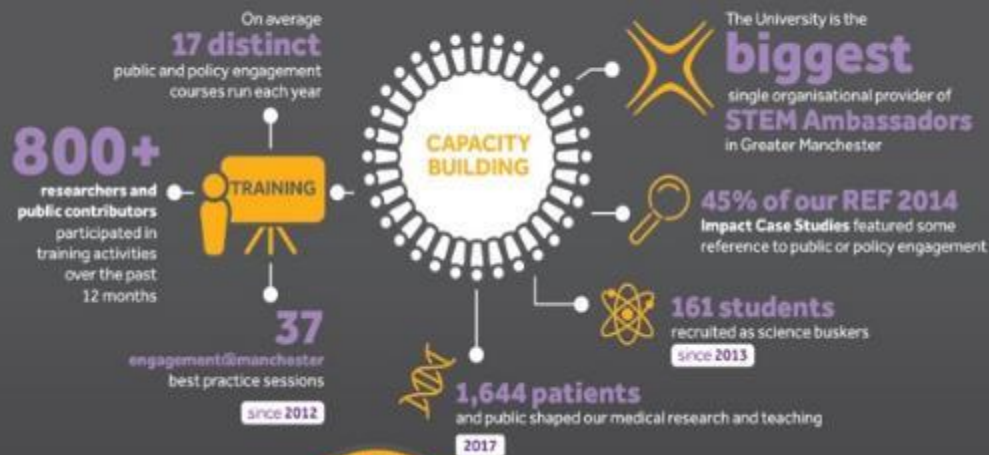 On average
17 distinct
public and policy engagement
courses run each year
800+
researchers and
public contributors
participated in
training activities
over the past
12 months
TRAINING
37
engagement@manchester
best practice sessions
since 2012
CAPACITY
BUILDING
The University is the
biggest
single organisational provider of
STEM Ambassadors
in Greater Manchester
45% of our REF 2014
Impact Case Studies featured some
reference to public or policy engagement
161 students
recruited as science buskers
since 2013
1,644 patients
and public shaped our medical research and teaching
2017